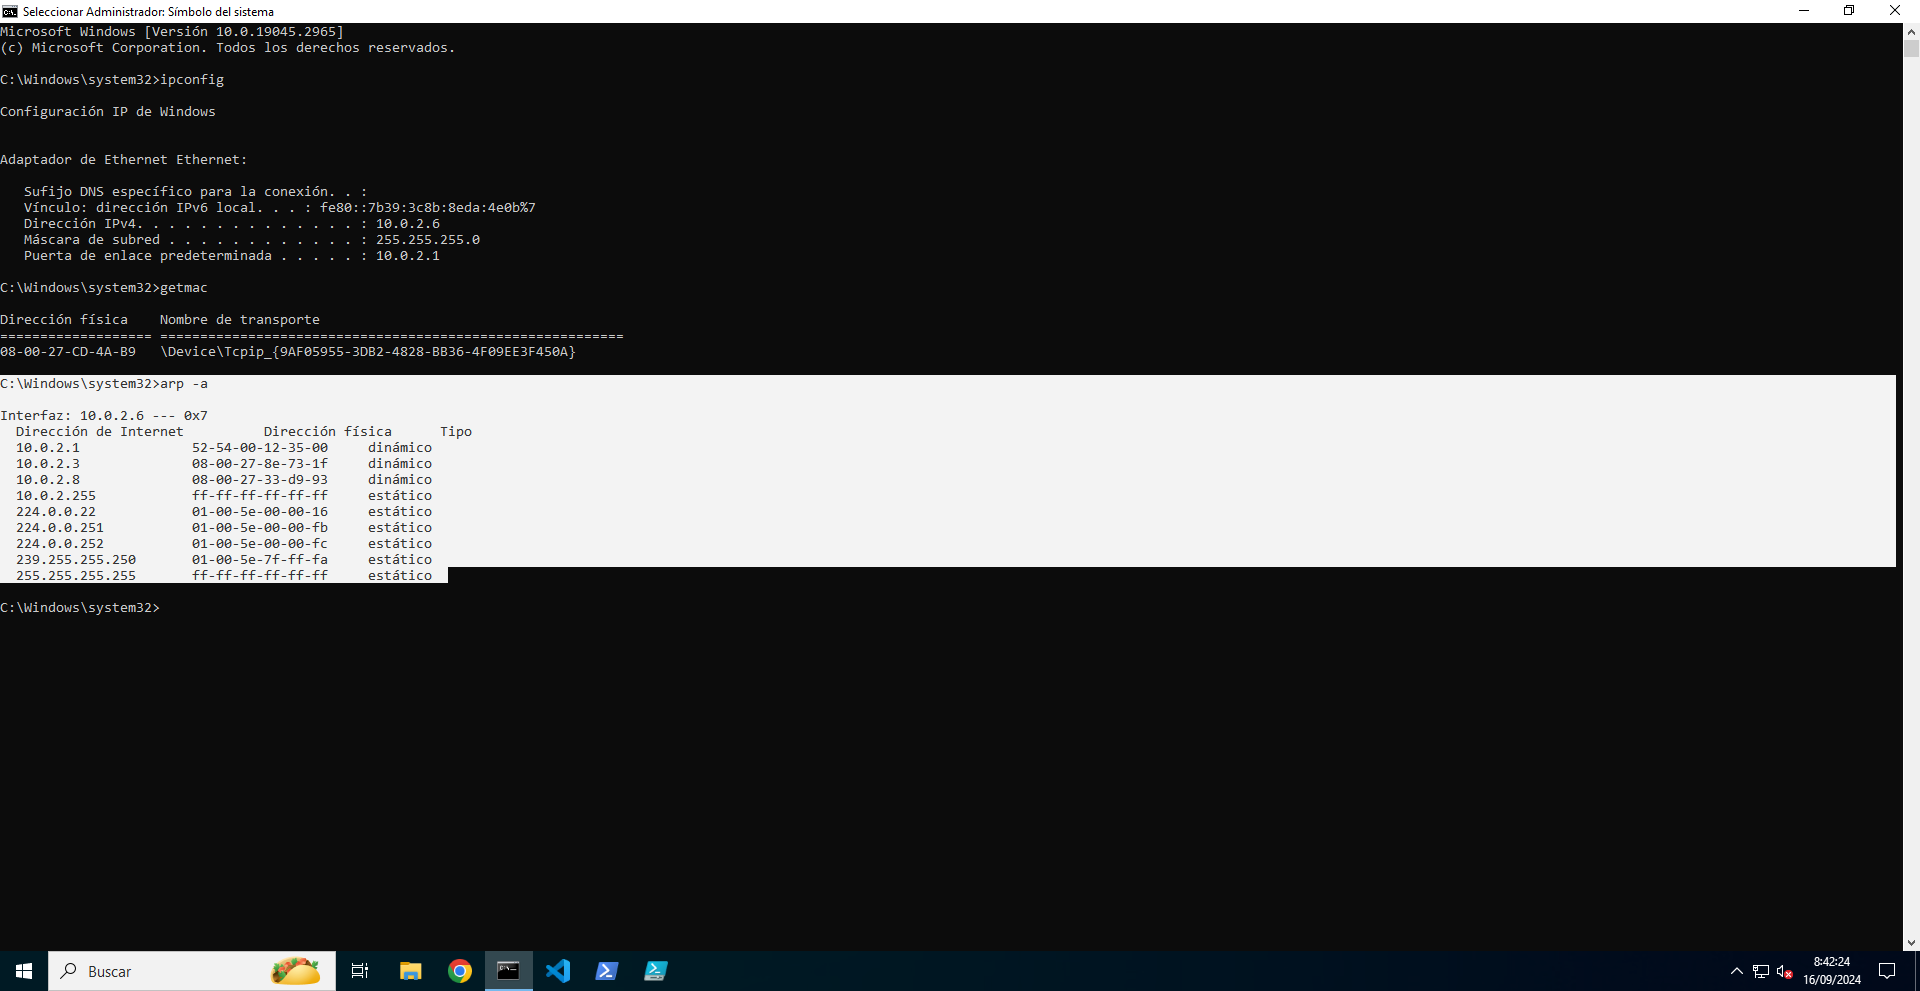 Seleccionar Administrador: Símbolo del sistema
Microsoft Windows [Versión 10.0.19045.2965]
(c) Microsoft Corporation. Todos los derechos reservados.
C:\Windows\system32>ipconfig
Configuración IP de Windows
Adaptador de Ethernet Ethernet:
Sufijo DNS específico para la conexión. . :
Vínculo: dirección IPv6 local. . . : fe80::7b39:3c8b:8eda:4e0b%7
Dirección IPv4. . . . . . . . . . . . . . : 10.0.2.6
Máscara de subred . . . . . . . . . . . . : 255.255.255.0
Puerta de enlace predeterminada . . . . . : 10.0.2.1
C:\Windows\system32>getmac
Dirección física    Nombre de transporte
=================== ==========================================================
08-00-27-CD-4A-B9   \Device\Tcpip_{9AF05955-3DB2-4828-BB36-4F09EE3F450A}
C:\Windows\system32>arp -a
Interfaz: 10.0.2.6 --- 0x7
Dirección de Internet          Dirección física      Tipo
10.0.2.1              52-54-00-12-35-00     dinámico
10.0.2.3              08-00-27-8e-73-1f     dinámico
10.0.2.8              08-00-27-33-d9-93     dinámico
10.0.2.255            ff-ff-ff-ff-ff-ff     estático
224.0.0.22            01-00-5e-00-00-16     estático
224.0.0.251           01-00-5e-00-00-fb     estático
224.0.0.252           01-00-5e-00-00-fc     estático
239.255.255.250       01-00-5e-7f-ff-fa     estático
255.255.255.255       ff-ff-ff-ff-ff-ff     estático
C:\Windows\system32>
Buscar
8:42:24
16/09/2024